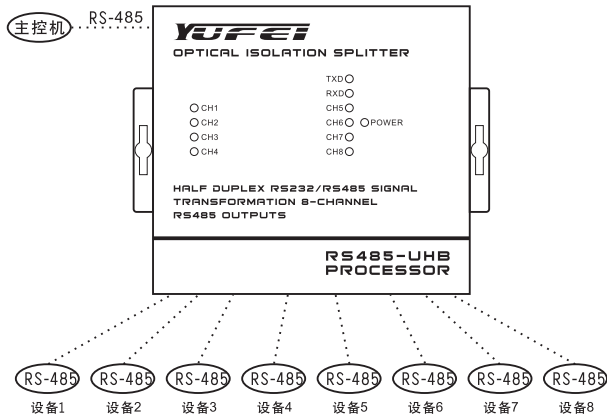 主控机 RS-485
YUFEI
OPTICAL ISOLATION SPLITTER
TXD
RXD
CH1 CH5
CH2 CH6 POWER
CH3 CH7
CH4 CH8
HALF DUPLEX RS232/RS485 SIGNAL
TRANSFORMATION 8-CHANNEL
RS485 OUTPUTS
RS485-UHB
PROCESSOR
RS-485 RS-485 RS-485 RS-485 RS-485 RS-485 RS-485 RS-485
设备1 设备2 设备3 设备4 设备5 设备6 设备7 设备8